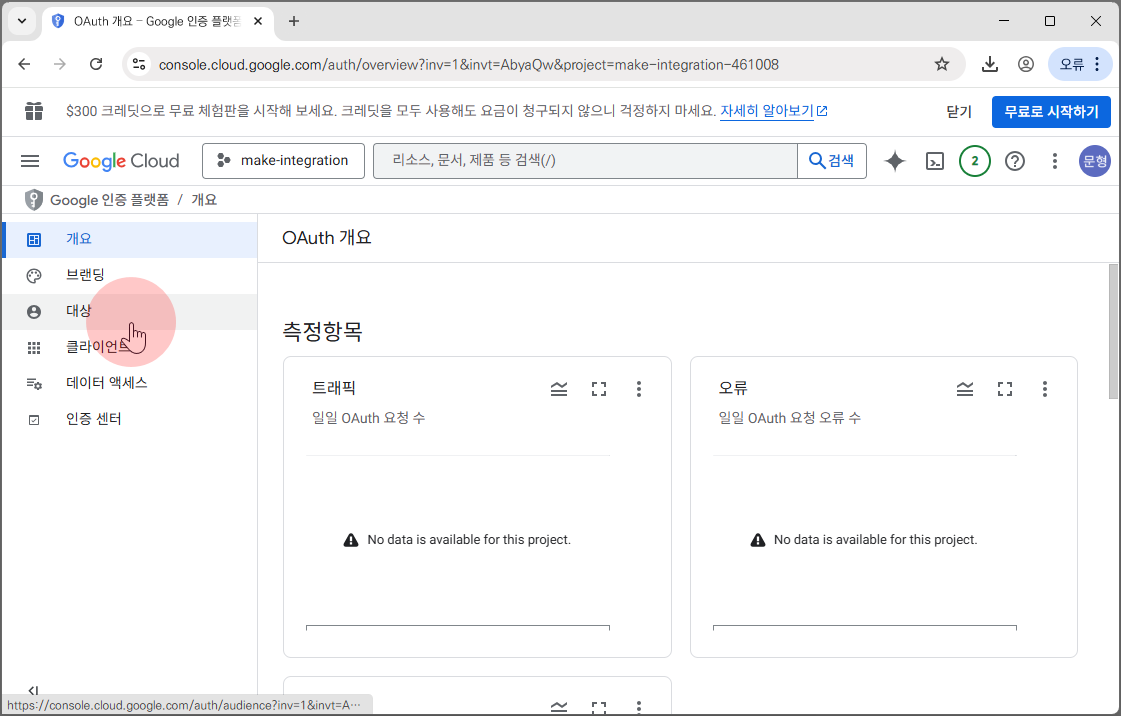 OAuth 개요 – Google 인증 플랫폼
console.cloud.google.com/auth/overview?inv=1&invt=AbyaQw&project=make-integration-461008
오류
$300 크레딧으로 무료 체험판을 시작해 보세요. 크레딧을 모두 사용해도 요금이 청구되지 않으니 걱정하지 마세요. 자세히 알아보기
닫기
무료로 시작하기
Google Cloud
make-integration
리소스, 문서, 제품 등 검색(/)
검색
2
문형
Google 인증 플랫폼 / 개요
개요
브랜딩
대상
클라이언트
데이터 액세스
인증 센터
OAuth 개요
측정항목
트래픽
일일 OAuth 요청 수
No data is available for this project.
오류
일일 OAuth 요청 오류 수
No data is available for this project.
https://console.cloud.google.com/auth/audience?inv=1&invt=A…